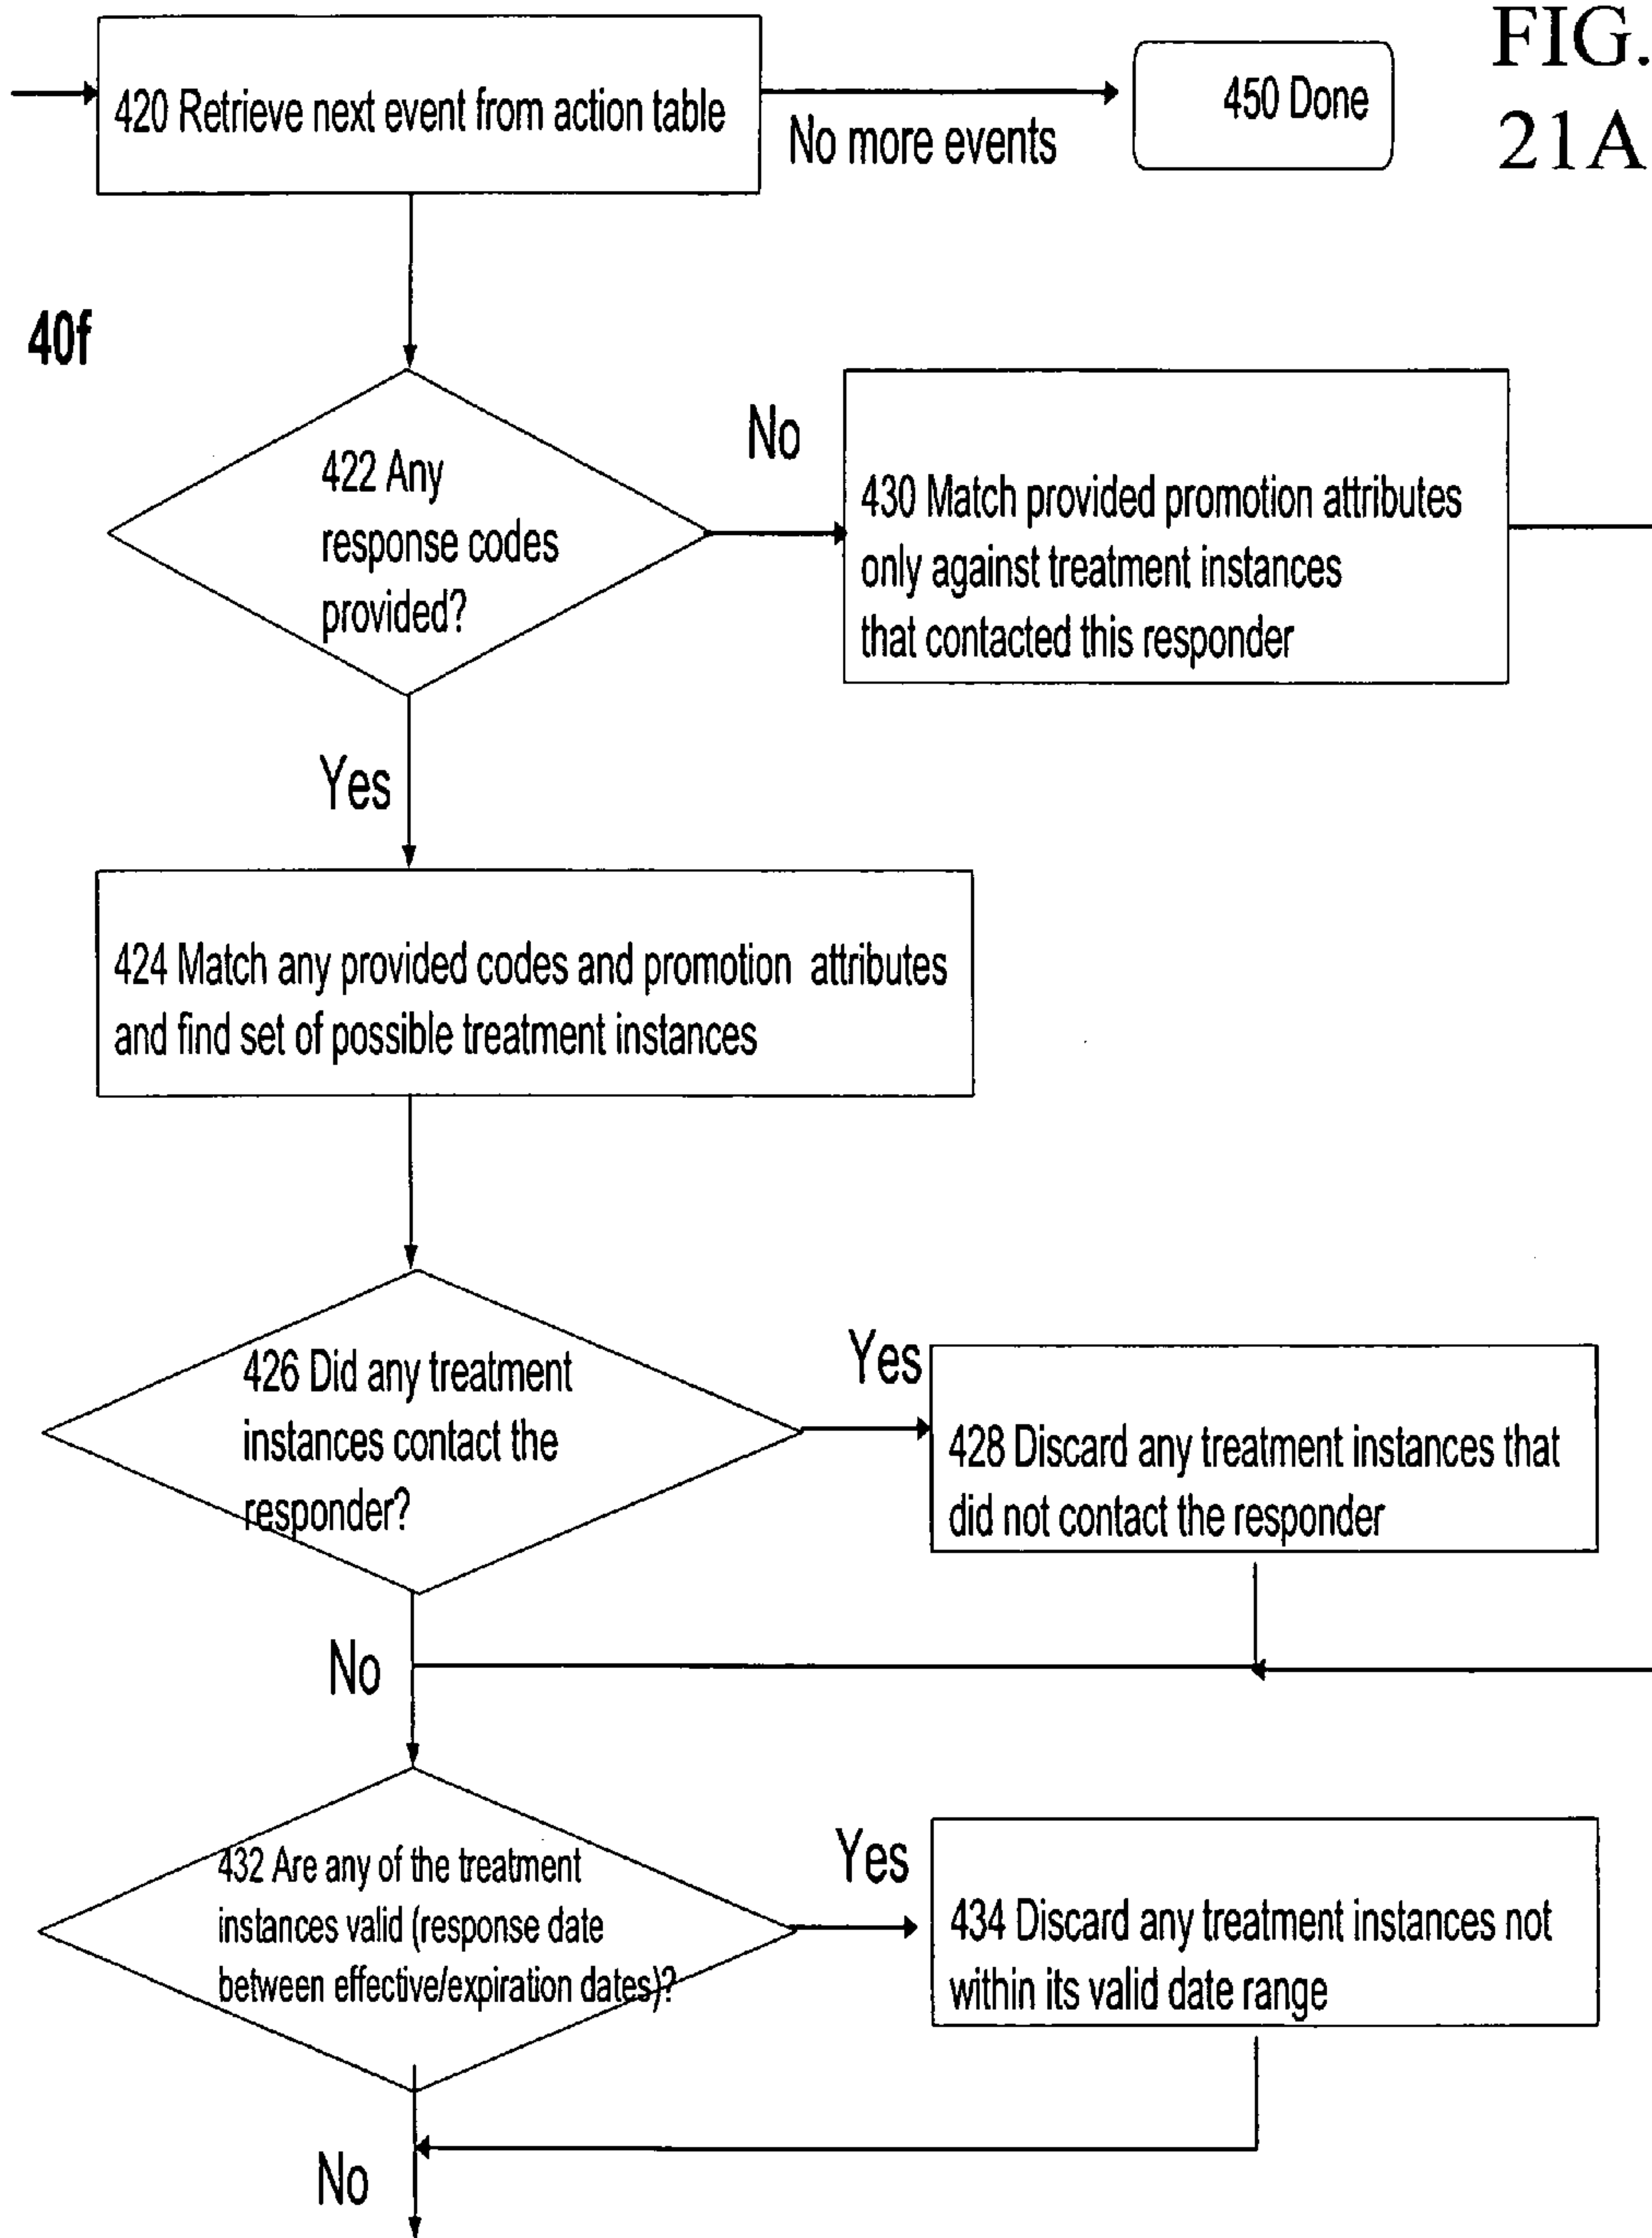 FIG.
21A
420 Retrieve next event from action table
No more events
450 Done
40f
422 Any
response codes
provided?
No
430 Match provided promotion attributes
only against treatment instances
that contacted this responder
Yes
424 Match any provided codes and promotion attributes
and find set of possible treatment instances
426 Did any treatment
instances contact the
responder?
Yes
428 Discard any treatment instances that
did not contact the responder
No
432 Are any of the treatment
instances valid (response date
between effective/expiration dates)?
Yes
434 Discard any treatment instances not
within its valid date range
No